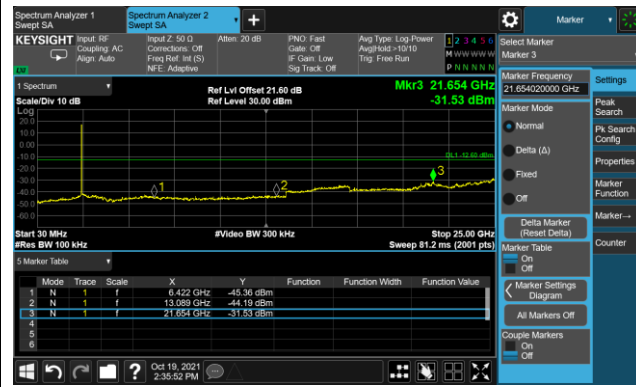 Spectrum Analyzer 1
Swept SA
Spectrum Analyzer 2
Swept SA
Marker
KEYSIGHT
Input: RF
Coupling: AC
Align: Auto
Input Z: 50 Ω
Corrections: Off
Freq Ref: Int (S)
NFE: Adaptive
Atten: 20 dB
PNO: Fast
Gate: Off
IF Gain: Low
Sig Track: Off
Avg Type: Log-Power
Avg|Hold:>10/10
Trig: Free Run
1 2 3 4 5 6
M W W W W W
P N N N N N
Select Marker
Marker 3
1 Spectrum
Scale/Div 10 dB
Log
Ref Lvl Offset 21.60 dB
Ref Level 30.00 dBm
Mkr3 21.654 GHz
-31.53 dBm
20.0
10.0
0.00
-10.0
-20.0
-30.0
-40.0
-50.0
-60.0
1
2
3
Start 30 MHz
#Res BW 100 kHz
#Video BW 300 kHz
Stop 25.00 GHz
Sweep 81.2 ms (2001 pts)
5 Marker Table
Mode Trace Scale X Y Function Function Width Function Value
1 N 1 f 6.422 GHz -45.36 dBm
2 N 1 f 13.089 GHz -44.19 dBm
3 N 1 f 21.654 GHz -31.53 dBm
4
5
6
Marker Frequency
21.654020000 GHz
Marker Mode
Normal
Delta (Δ)
Fixed
Off
Delta Marker
(Reset Delta)
Marker Table
On
Off
Marker Settings
Diagram
All Markers Off
Couple Markers
On
Off
Settings
Peak
Search
Pk Search
Config
Properties
Marker
Function
Marker→
Counter
Oct 19, 2021
2:35:52 PM